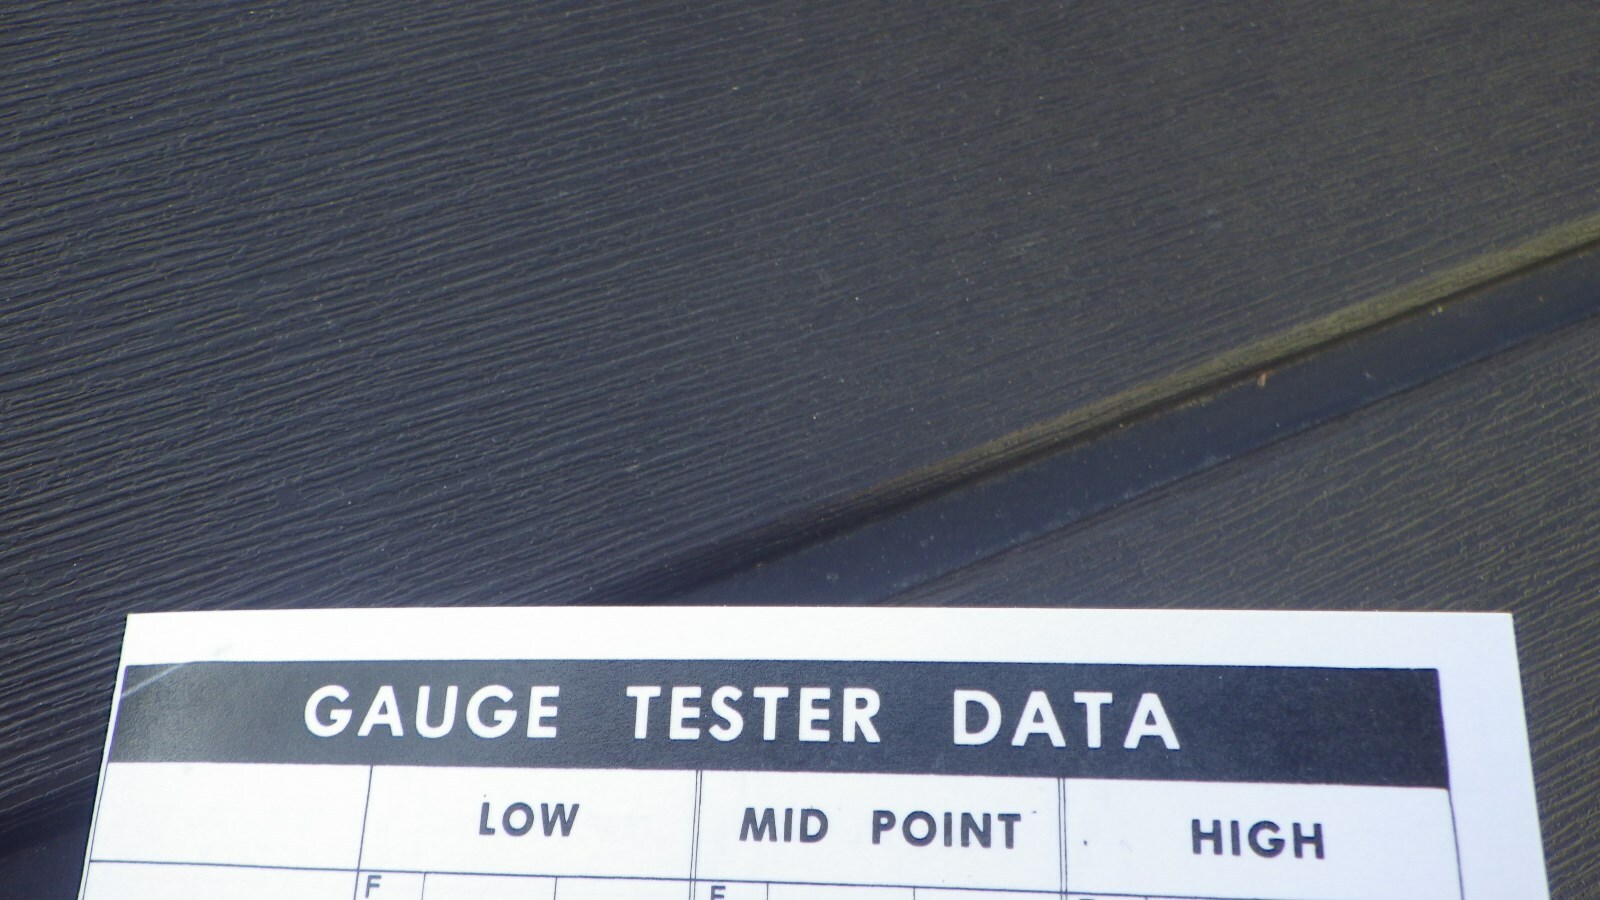 GAUGE TESTER DATA
LOW MID POINT HIGH
F